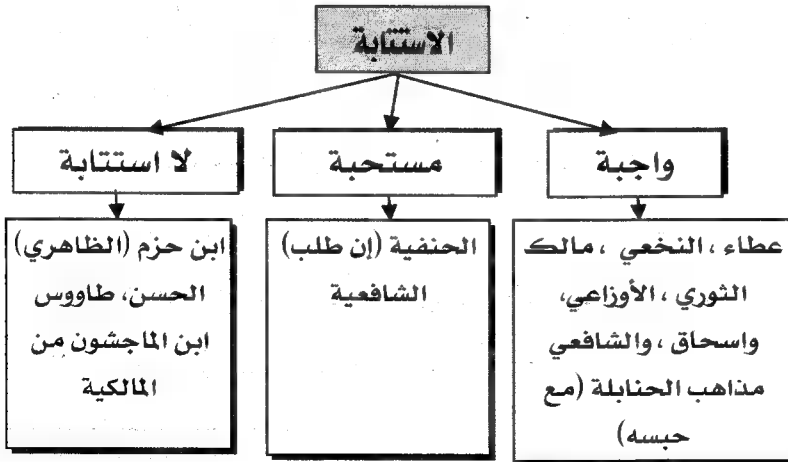 الاستتابة
واجبة
مستحبة
لا استتابة
عطاء ، النخعي ، مالك
الثوري ، الأوزاعي،
واسحاق ، والشافعي
مذاهب الحنابلة (مع
حبسه)
الحنفية (إن طلب)
الشافعية
ابن حزم (الظاهري)
الحسن، طاووس
ابن الماجشون من
المالكية